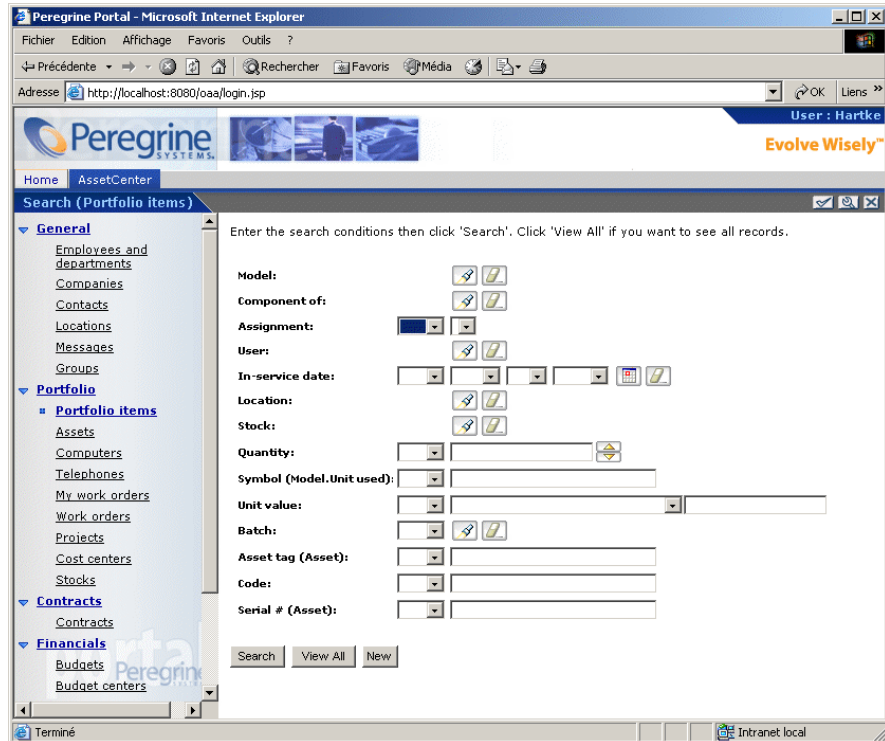 Peregrine Portal - Microsoft Internet Explorer
Fichier Edition Affichage Favoris Outils ?
Précédente Rechercher Favoris Média
Adresse http://localhost:8080/oaa/login.jsp OK Liens »
User : Hartke
Peregrine
SYSTEMS.
Evolve Wisely™
Home AssetCenter
Search (Portfolio items)
General
Employees and
departments
Companies
Contacts
Locations
Messages
Groups
Portfolio
Portfolio items
Assets
Computers
Telephones
My work orders
Work orders
Projects
Cost centers
Stocks
Contracts
Contracts
Financials
Budgets
Budget centers
portal
Peregrine
Enter the search conditions then click 'Search'. Click 'View All' if you want to see all records.
Model:
Component of:
Assignment:
User:
In-service date:
Location:
Stock:
Quantity:
Symbol (Model.Unit used):
Unit value:
Batch:
Asset tag (Asset):
Code:
Serial # (Asset):
Search View All New
Terminé Intranet local